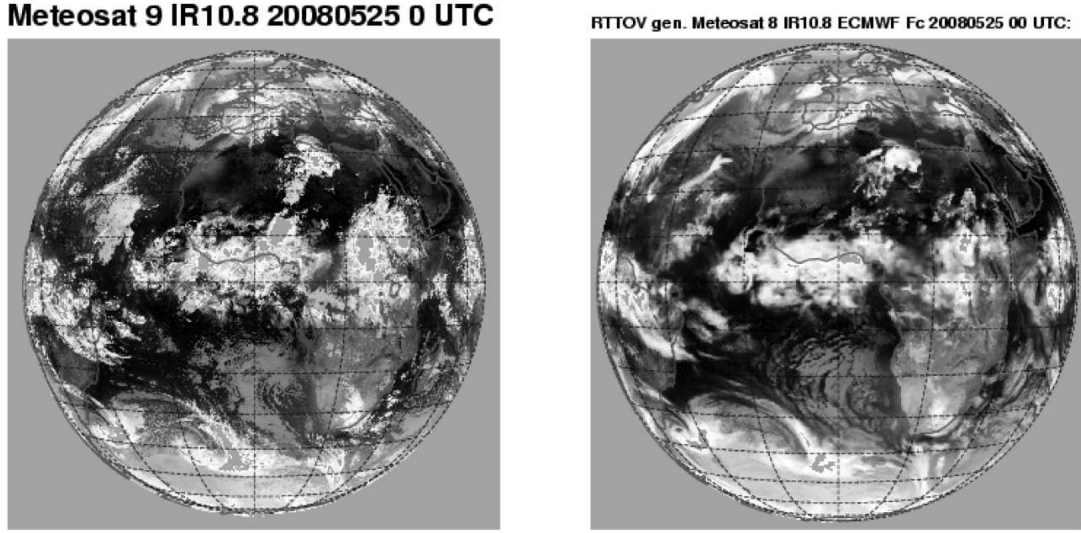 Meteosat 9 IR10.8 20080525 0 UTC
RTTOV gen. Meteosat 8 IR10.8 ECMWF Fc 20080525 00 UTC: